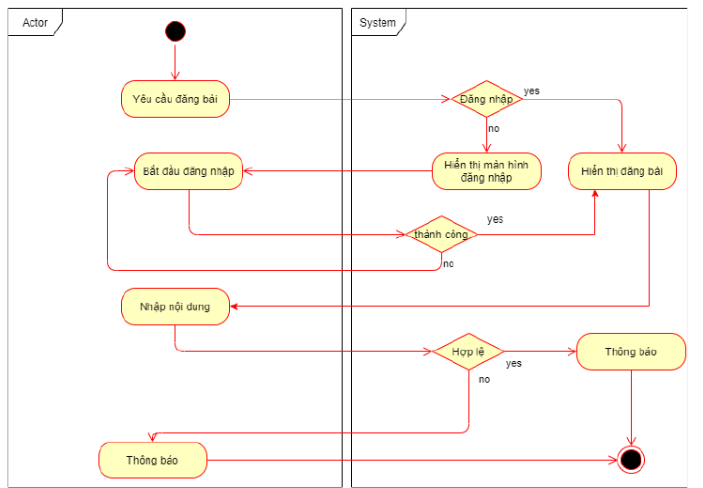 Actor
System
Yêu cầu đăng bài
Đăng nhập
yes
no
Bắt đầu đăng nhập
Hiển thị màn hình
đăng nhập
Hiển thị đăng bài
thành công
yes
no
Nhập nội dung
Hợp lệ
yes
no
Thông báo
Thông báo